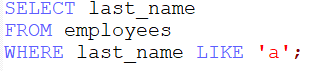 SELECT last_name
FROM employees
WHERE last_name LIKE 'a';